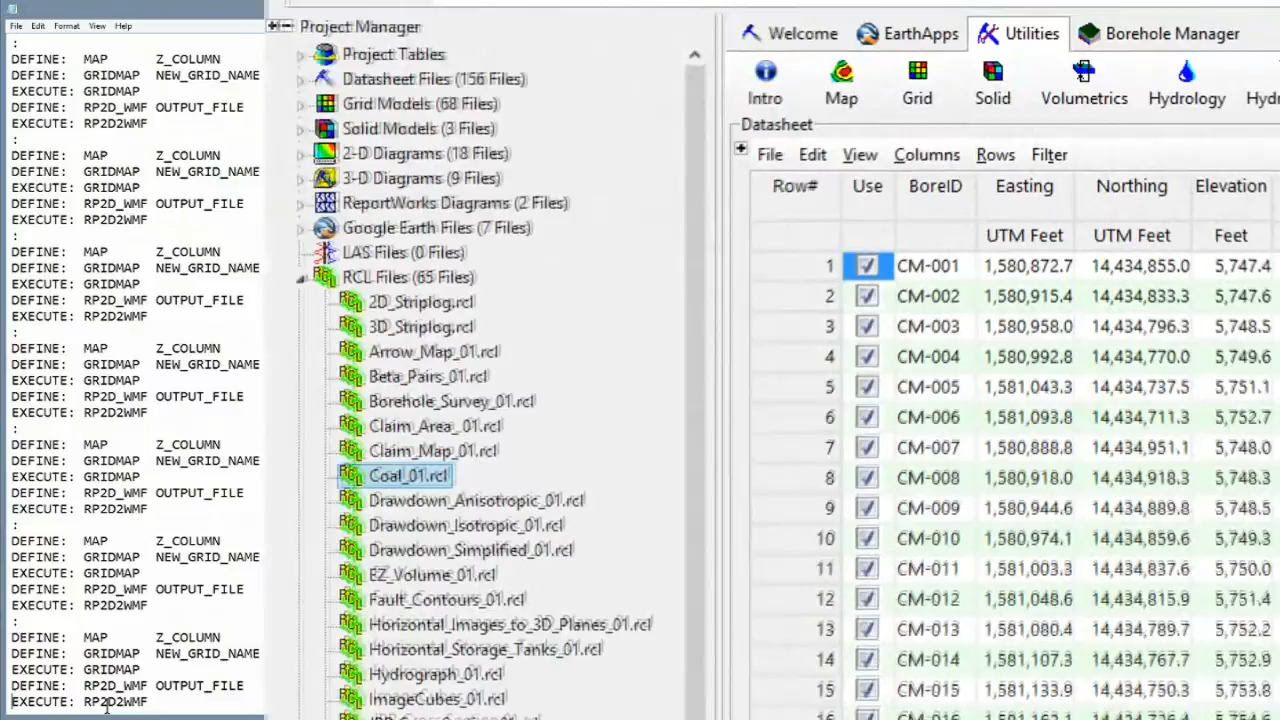 File Edit Format View Help
:
DEFINE: MAP Z_COLUMN
DEFINE: GRIDMAP NEW_GRID_NAME
EXECUTE: GRIDMAP
DEFINE: RP2D_WMF OUTPUT_FILE
EXECUTE: RP2D2WMF
:
DEFINE: MAP Z_COLUMN
DEFINE: GRIDMAP NEW_GRID_NAME
EXECUTE: GRIDMAP
DEFINE: RP2D_WMF OUTPUT_FILE
EXECUTE: RP2D2WMF
:
DEFINE: MAP Z_COLUMN
DEFINE: GRIDMAP NEW_GRID_NAME
EXECUTE: GRIDMAP
DEFINE: RP2D_WMF OUTPUT_FILE
EXECUTE: RP2D2WMF
:
DEFINE: MAP Z_COLUMN
DEFINE: GRIDMAP NEW_GRID_NAME
EXECUTE: GRIDMAP
DEFINE: RP2D_WMF OUTPUT_FILE
EXECUTE: RP2D2WMF
:
DEFINE: MAP Z_COLUMN
DEFINE: GRIDMAP NEW_GRID_NAME
EXECUTE: GRIDMAP
DEFINE: RP2D_WMF OUTPUT_FILE
EXECUTE: RP2D2WMF
:
DEFINE: MAP Z_COLUMN
DEFINE: GRIDMAP NEW_GRID_NAME
EXECUTE: GRIDMAP
DEFINE: RP2D_WMF OUTPUT_FILE
EXECUTE: RP2D2WMF
:
DEFINE: MAP Z_COLUMN
DEFINE: GRIDMAP NEW_GRID_NAME
EXECUTE: GRIDMAP
DEFINE: RP2D_WMF OUTPUT_FILE
EXECUTE: RP2D2WMF
Project Manager
Project Tables
Datasheet Files (156 Files)
Grid Models (68 Files)
Solid Models (3 Files)
2-D Diagrams (18 Files)
3-D Diagrams (9 Files)
ReportWorks Diagrams (2 Files)
Google Earth Files (7 Files)
LAS Files (0 Files)
RCL Files (65 Files)
2D_Striplog.rcl
3D_Striplog.rcl
Arrow_Map_01.rcl
Beta_Pairs_01.rcl
Borehole_Survey_01.rcl
Claim_Area_01.rcl
Claim_Map_01.rcl
Coal_01.rcl
Drawdown_Anisotropic_01.rcl
Drawdown_Isotropic_01.rcl
Drawdown_Simplified_01.rcl
EZ_Volume_01.rcl
Fault_Contours_01.rcl
Horizontal_Images_to_3D_Planes_01.rcl
Horizontal_Storage_Tanks_01.rcl
Hydrograph_01.rcl
ImageCubes_01.rcl
Welcome EarthApps Utilities Borehole Manager
Intro Map Grid Solid Volumetrics Hydrology Hydr
Datasheet
File Edit View Columns Rows Filter
Row# Use BoreID Easting Northing Elevation
UTM Feet UTM Feet Feet
1 CM-001 1,580,872.7 14,434,855.0 5,747.4
2 CM-002 1,580,915.4 14,434,833.3 5,747.6
3 CM-003 1,580,958.0 14,434,796.3 5,748.5
4 CM-004 1,580,992.8 14,434,770.0 5,749.6
5 CM-005 1,581,043.3 14,434,737.5 5,751.1
6 CM-006 1,581,093.8 14,434,711.3 5,752.7
7 CM-007 1,580,888.8 14,434,951.1 5,748.0
8 CM-008 1,580,918.0 14,434,918.3 5,748.3
9 CM-009 1,580,944.6 14,434,889.8 5,748.5
10 CM-010 1,580,974.1 14,434,859.6 5,749.3
11 CM-011 1,581,003.3 14,434,837.6 5,750.0
12 CM-012 1,581,048.6 14,434,815.9 5,751.4
13 CM-013 1,581,080.4 14,434,789.7 5,752.2
14 CM-014 1,581,107.3 14,434,767.7 5,752.9
15 CM-015 1,581,133.9 14,434,750.3 5,753.8